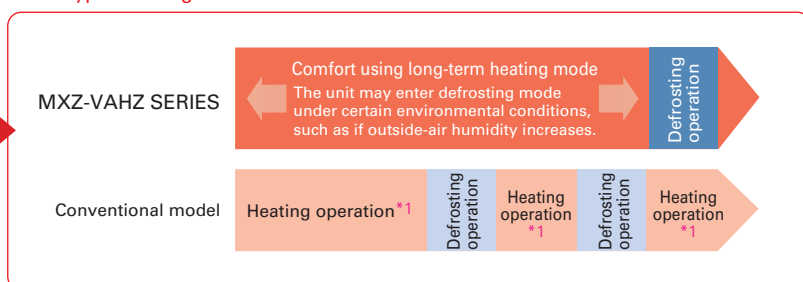 MXZ-VAHZ SERIES
Comfort using long-term heating mode
The unit may enter defrosting mode
under certain environmental conditions,
such as if outside-air humidity increases.
Defrosting
operation
Conventional model
Heating operation*1
Defrosting
operation
Heating
operation
*1
Defrosting
operation
Heating
operation
*1